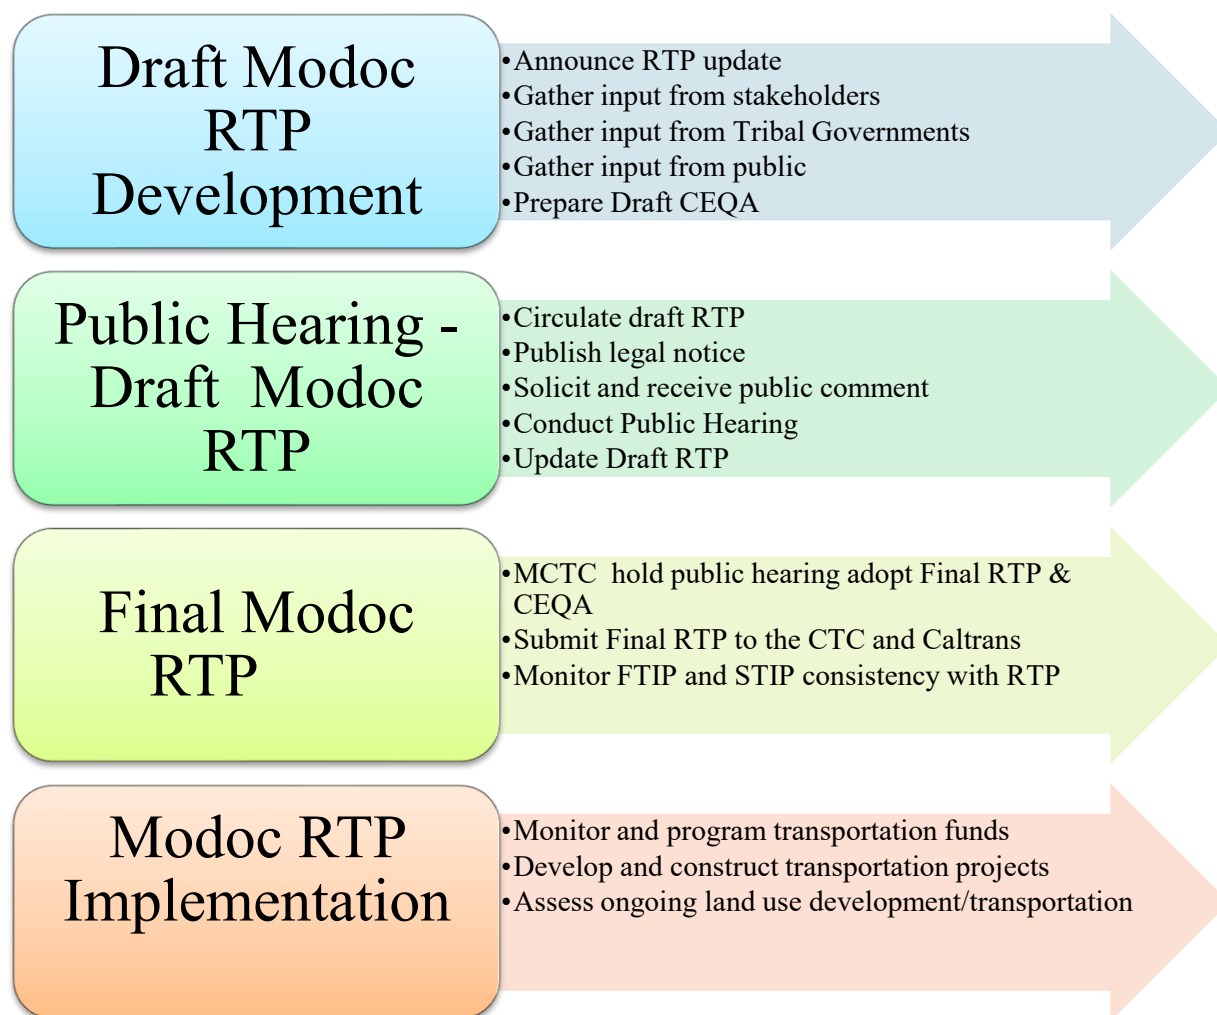 Draft Modoc
RTP
Development
•Announce RTP update
•Gather input from stakeholders
•Gather input from Tribal Governments
•Gather input from public
•Prepare Draft CEQA
Public Hearing -
Draft  Modoc
RTP
•Circulate draft RTP
•Publish legal notice
•Solicit and receive public comment
•Conduct Public Hearing
•Update Draft RTP
Final Modoc
RTP
•MCTC  hold public hearing adopt Final RTP &
CEQA
•Submit Final RTP to the CTC and Caltrans
•Monitor FTIP and STIP consistency with RTP
Modoc RTP
Implementation
•Monitor and program transportation funds
•Develop and construct transportation projects
•Assess ongoing land use development/transportation